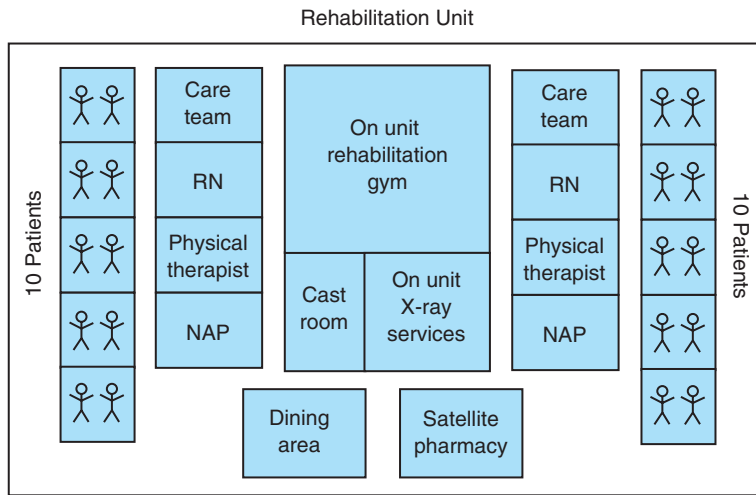 Rehabilitation Unit
10 Patients
Care
team
RN
Physical
therapist
NAP
On unit
rehabilitation
gym
Cast
room
On unit
X-ray
services
Care
team
RN
Physical
therapist
NAP
10 Patients
Dining
area
Satellite
pharmacy